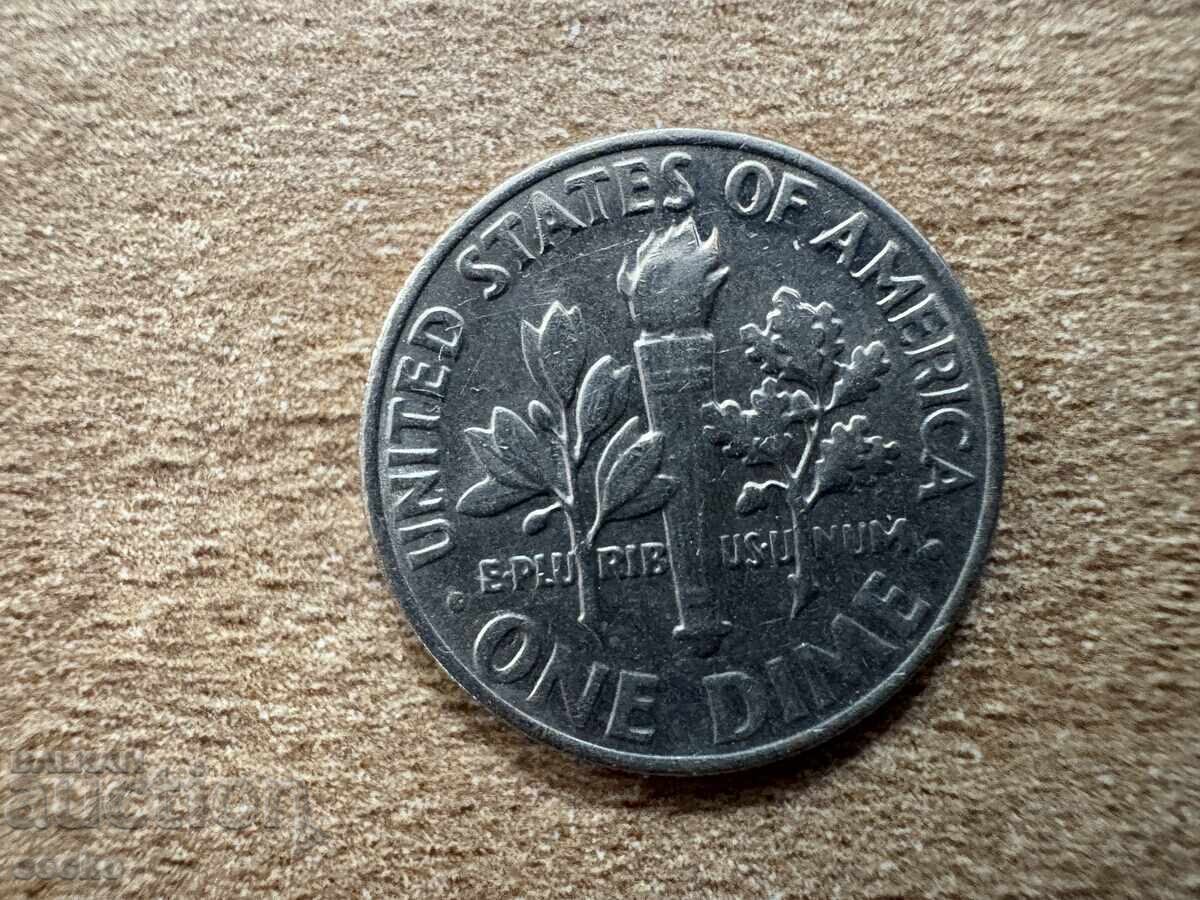 UNITED STATES OF AMERICA
E·PLURIBUS·UNUM
ONE DIME
BALKAN
auction
socko